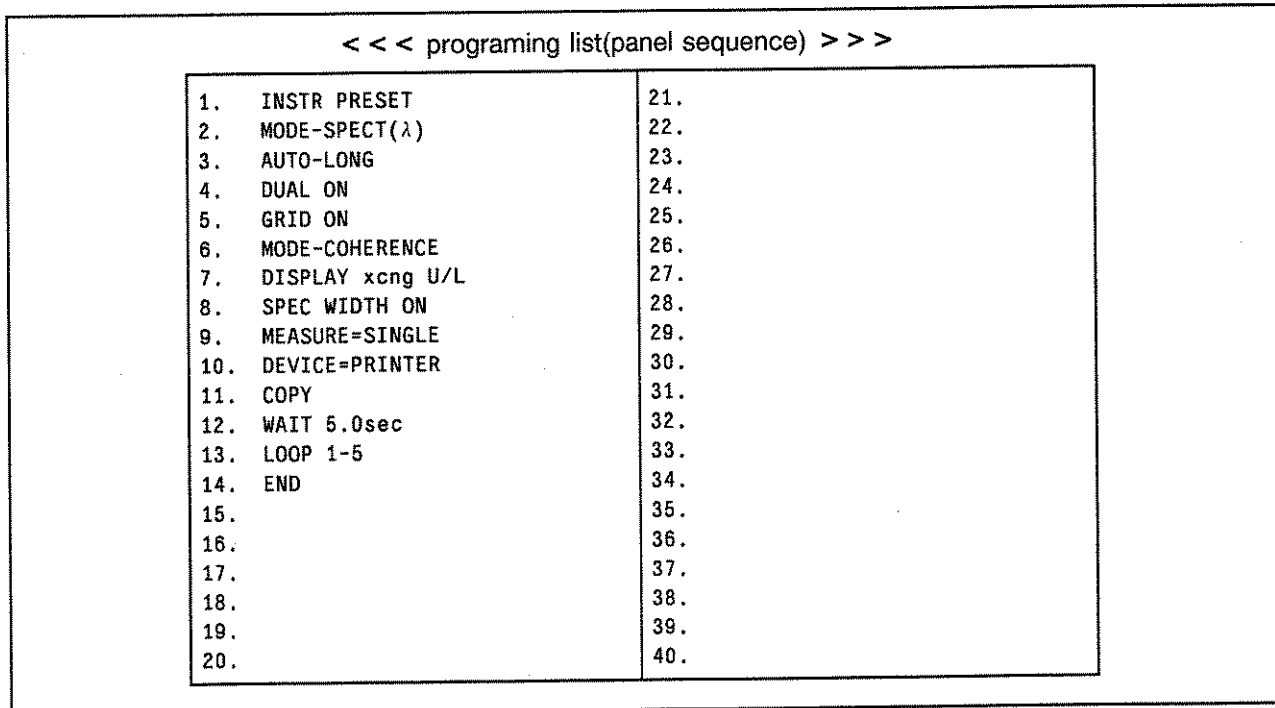 < < < programing list(panel sequence) > > >
1. INSTR PRESET
2. MODE-SPECT(λ)
3. AUTO-LONG
4. DUAL ON
5. GRID ON
6. MODE-COHERENCE
7. DISPLAY xcng U/L
8. SPEC WIDTH ON
9. MEASURE=SINGLE
10. DEVICE=PRINTER
11. COPY
12. WAIT 5.0sec
13. LOOP 1-5
14. END
15.
16.
17.
18.
19.
20.
21.
22.
23.
24.
25.
26.
27.
28.
29.
30.
31.
32.
33.
34.
35.
36.
37.
38.
39.
40.